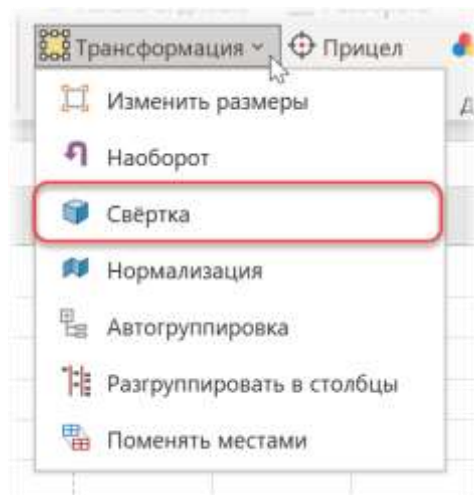 Трансформация Прицел
Изменить размеры
Наоборот
Свёртка
Нормализация
Автогруппировка
Разгруппировать в столбцы
Поменять местами